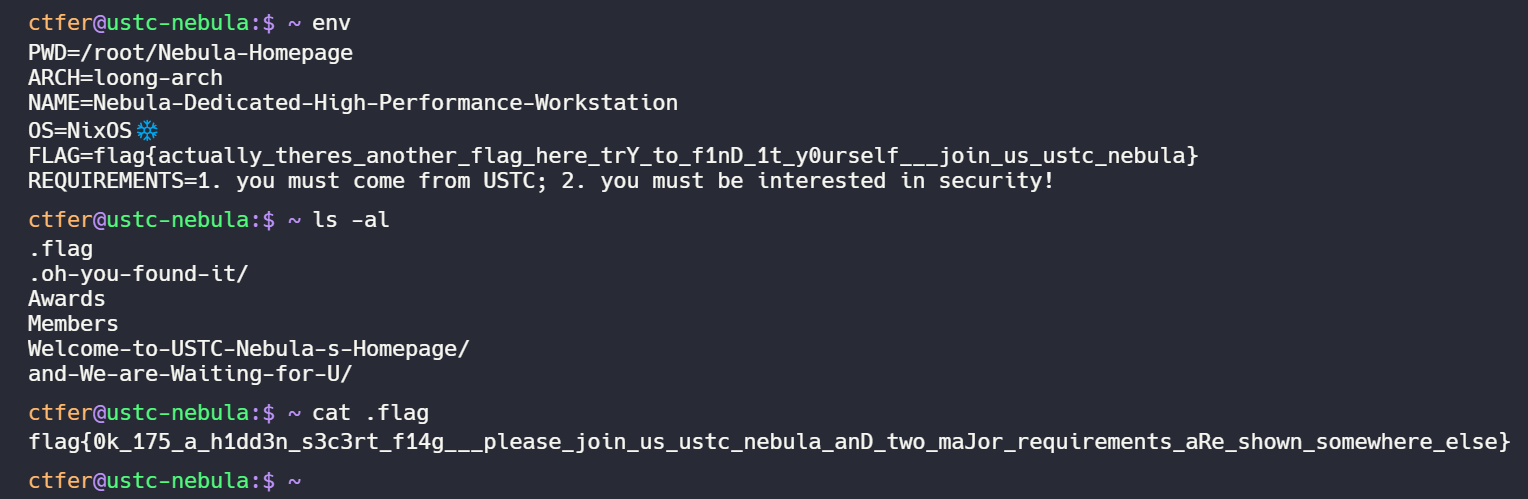 ctfer@ustc-nebula:$ ~ env
PWD=/root/Nebula-Homepage
ARCH=loong-arch
NAME=Nebula-Dedicated-High-Performance-Workstation
OS=NixOS❄️
FLAG=flag{actually_theres_another_flag_here_trY_to_f1nD_1t_y0urself___join_us_ustc_nebula}
REQUIREMENTS=1. you must come from USTC; 2. you must be interested in security!
ctfer@ustc-nebula:$ ~ ls -al
.flag
.oh-you-found-it/
Awards
Members
Welcome-to-USTC-Nebula-s-Homepage/
and-We-are-Waiting-for-U/
ctfer@ustc-nebula:$ ~ cat .flag
flag{0k_175_a_h1dd3n_s3c3rt_f14g___please_join_us_ustc_nebula_anD_two_maJor_requirements_aRe_shown_somewhere_else}
ctfer@ustc-nebula:$ ~